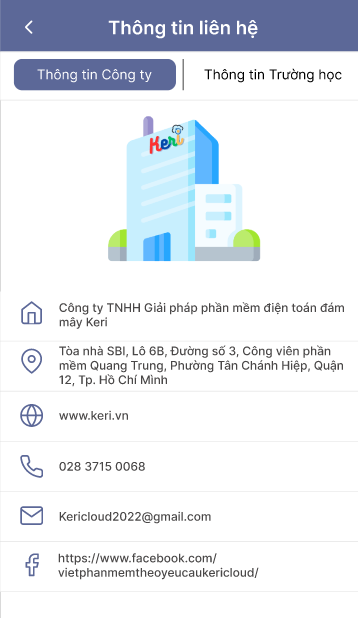 Thông tin liên hệ
Thông tin Công ty
Thông tin Trường học
Keri
Công ty TNHH Giải pháp phần mềm điện toán đám
mây Keri
Tòa nhà SBI, Lô 6B, Đường số 3, Công viên phần
mềm Quang Trung, Phường Tân Chánh Hiệp, Quận
12, Tp. Hồ Chí Minh
www.keri.vn
028 3715 0068
Kericloud2022@gmail.com
https://www.facebook.com/
vietphanmemtheoyeucaukericloud/